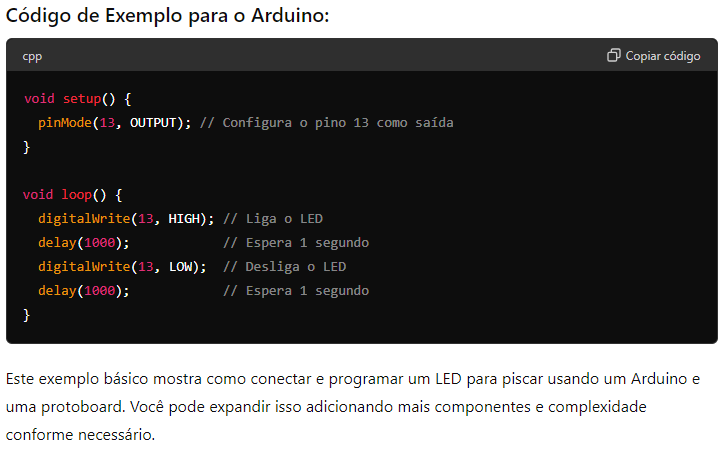 Código de Exemplo para o Arduino:
cpp Copiar código
void setup() {
  pinMode(13, OUTPUT); // Configura o pino 13 como saída
}

void loop() {
  digitalWrite(13, HIGH); // Liga o LED
  delay(1000);            // Espera 1 segundo
  digitalWrite(13, LOW);  // Desliga o LED
  delay(1000);            // Espera 1 segundo
}
Este exemplo básico mostra como conectar e programar um LED para piscar usando um Arduino e
uma protoboard. Você pode expandir isso adicionando mais componentes e complexidade
conforme necessário.